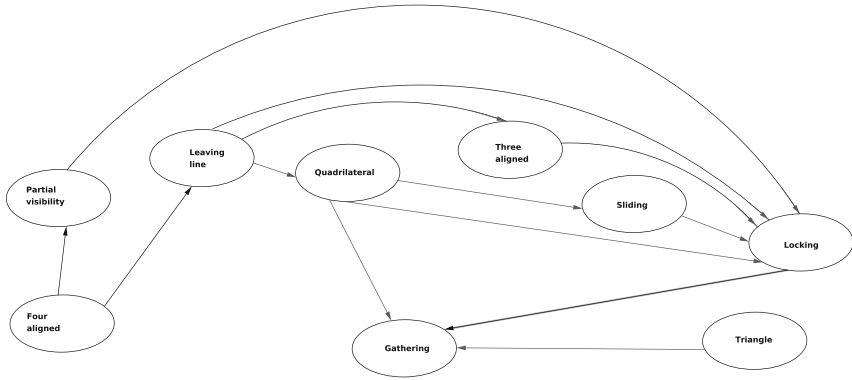 Leaving
line
Three
aligned
Quadrilateral
Partial
visibility
Sliding
Locking
Four
aligned
Gathering
Triangle